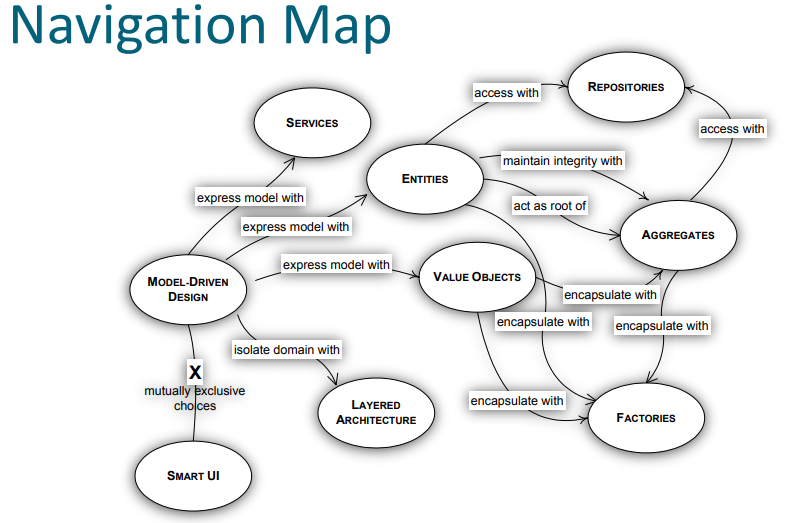 Navigation Map
REPOSITORIES
access with
SERVICES
access with
maintain integrity with
ENTITIES
express model with
act as root of
express model with
AGGREGATES
express model with
VALUE OBJECTS
MODEL-DRIVEN
DESIGN
encapsulate with
encapsulate with
encapsulate with
isolate domain with
X
mutually exclusive
choices
encapsulate with
LAYERED
ARCHITECTURE
FACTORIES
SMART UI